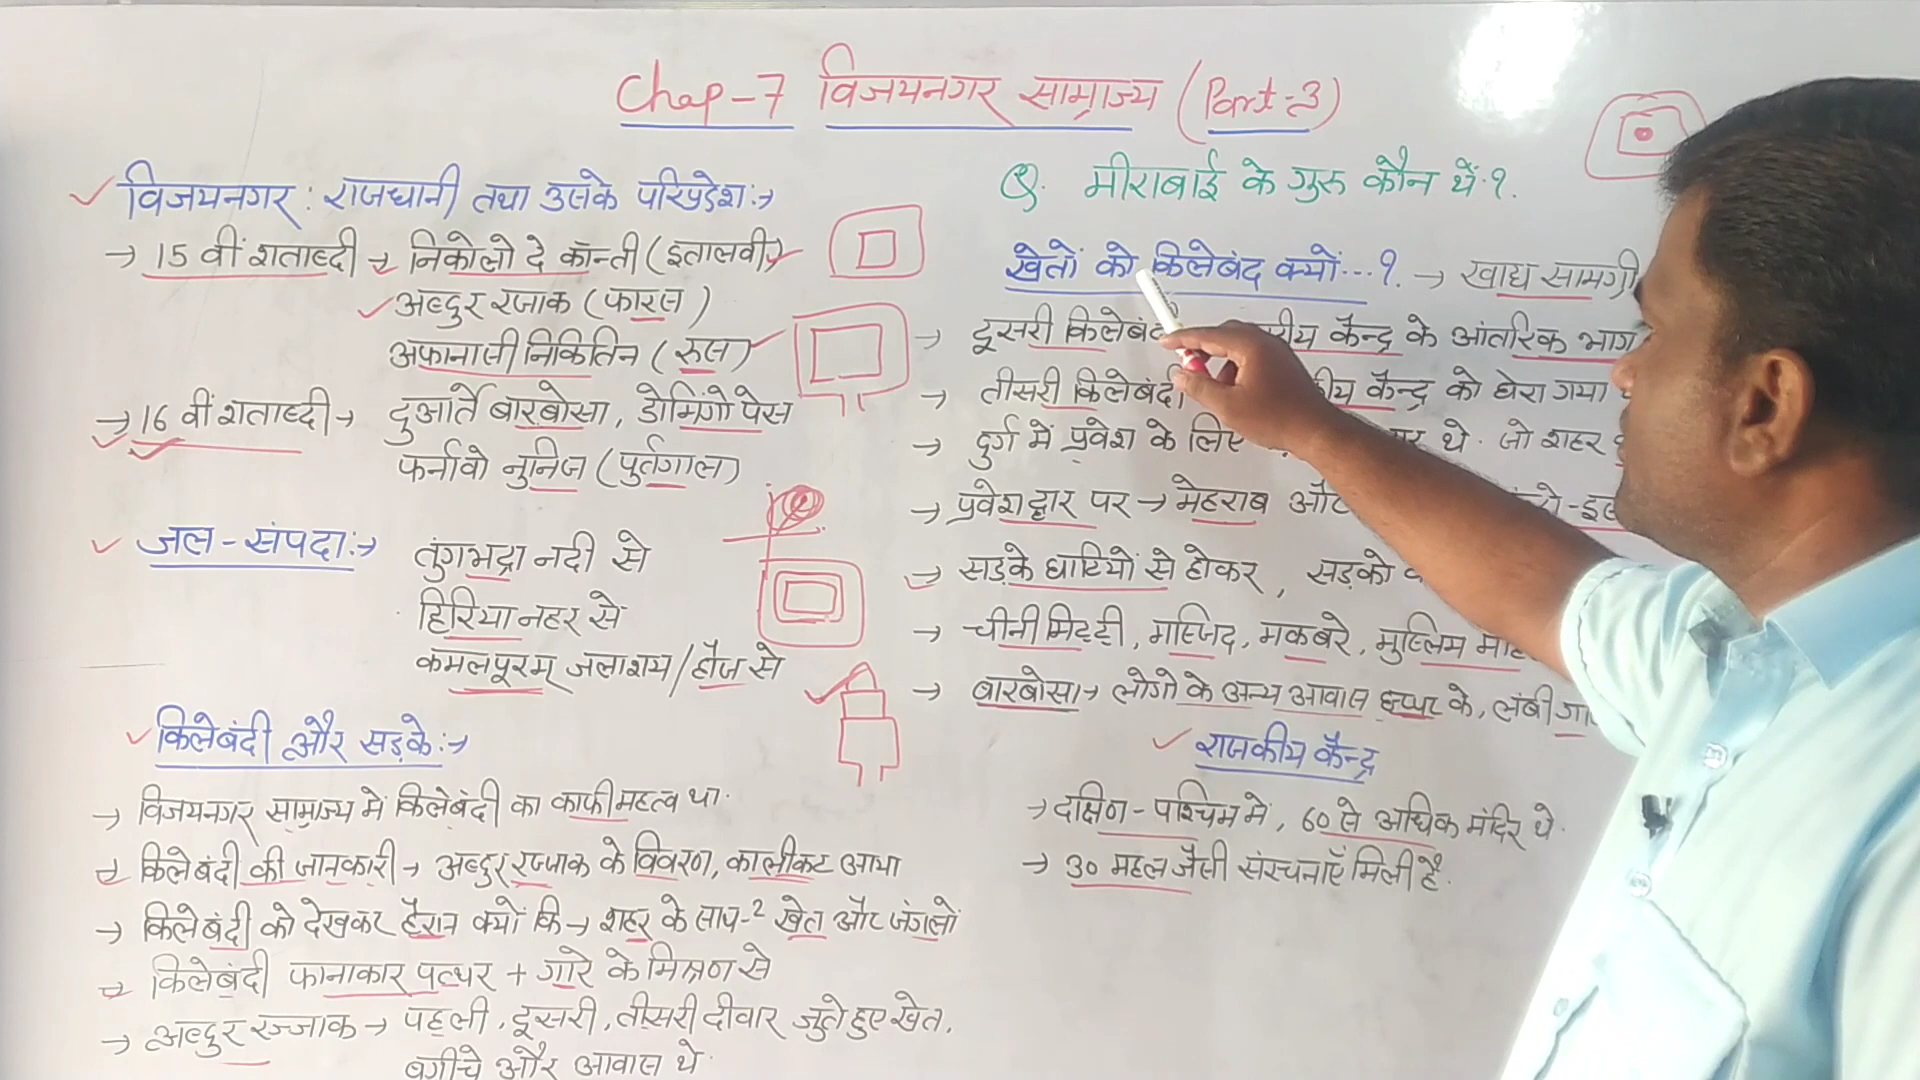 Chap-7 विजयनगर साम्राज्य (Part-3)
विजयनगर: राजधानी तथा उसके परिप्रदेश:→
→ 15 वीं शताब्दी → निकोलो दे कॉन्ती (इतालवी)
अब्दुर रजाक (फारस)
अफानासी निकितिन (रुस)
→ 16 वीं शताब्दी → दुआर्ते बारबोसा, डोमिंगो पेस
फर्नावो नुनिज (पुर्तगाल)
जल-संपदा:→ तुंगभद्रा नदी से
हिरिया नहर से
कमलपूरम् जलाशय/हौज से
किलेबंदी और सड़के:→
→ विजयनगर साम्राज्य में किलेबंदी का काफी महत्व था.
→ किलेबंदी की जानकारी → अब्दुर रज्जाक के विवरण, कालीकट आया
→ किलेबंदी को देखकर हैरान क्यों कि → शहर के साथ-2 खेत और जंगलों
→ किलेबंदी फानाकार पत्थर + गारे के मिश्रण से
→ अब्दुर रज्जाक → पहली, दूसरी, तीसरी दीवार जुते हुए खेत,
बगीचे और आवास थे.
Q. मीराबाई के गुरु कौन थें?.
खेतों को किलेबंद क्यों...?. → खाद्य सामग्री
→ दूसरी किलेबंदी केन्द्र के आंतरिक भाग
→ तीसरी किलेबंदी केन्द्र को घेरा गया
→ दुर्ग में प्रवेश के लिए थे. जो शहर
→ प्रवेशद्वार पर → मेहराब और
→ सड़के घाटियों से होकर, सड़को
→ चीनी मिट्टी, मस्जिद, मकबरे, मुस्लिम
→ बारबोसा → लोगो के अन्य आवास छप्पर के, लंबी
राजकीय केन्द्र
→ दक्षिण-पश्चिम में, 60 से अधिक मंदिर थे.
→ 30 महल जैसी संरचनाएँ मिली है.